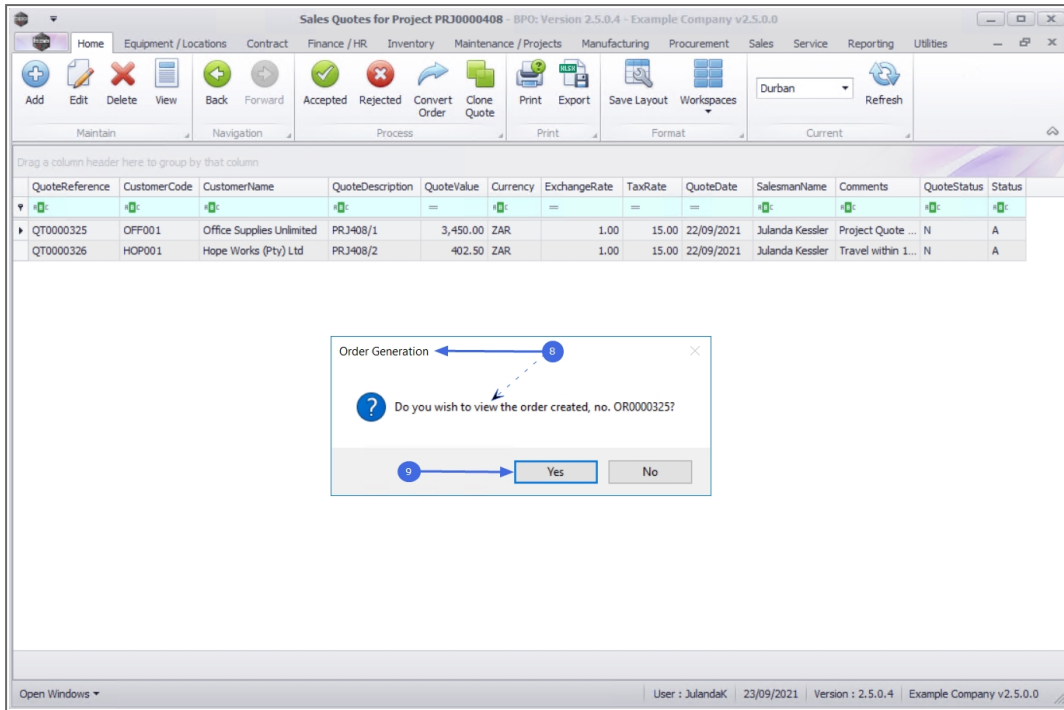 Sales Quotes for Project PRJ0000408 - BPO: Version 2.5.0.4 - Example Company v2.5.0.0
Home Equipment / Locations Contract Finance / HR Inventory Maintenance / Projects Manufacturing Procurement Sales Service Reporting Utilities
Add Edit Delete View Back Forward Accepted Rejected Convert Order Clone Quote Print Export Save Layout Workspaces Durban Refresh
Maintain Navigation Process Print Format Current
Drag a column header here to group by that column
QuoteReference CustomerCode CustomerName QuoteDescription QuoteValue Currency ExchangeRate TaxRate QuoteDate SalesmanName Comments QuoteStatus Status
QT0000325 OFF001 Office Supplies Unlimited PRJ408/1 3,450.00 ZAR 1.00 15.00 22/09/2021 Julanda Kessler Project Quote ... N A
QT0000326 HOP001 Hope Works (Pty) Ltd PRJ408/2 402.50 ZAR 1.00 15.00 22/09/2021 Julanda Kessler Travel within 1... N A
Order Generation 8
Do you wish to view the order created, no. OR0000325?
9 Yes No
Open Windows User : JulandaK 23/09/2021 Version : 2.5.0.4 Example Company v2.5.0.0